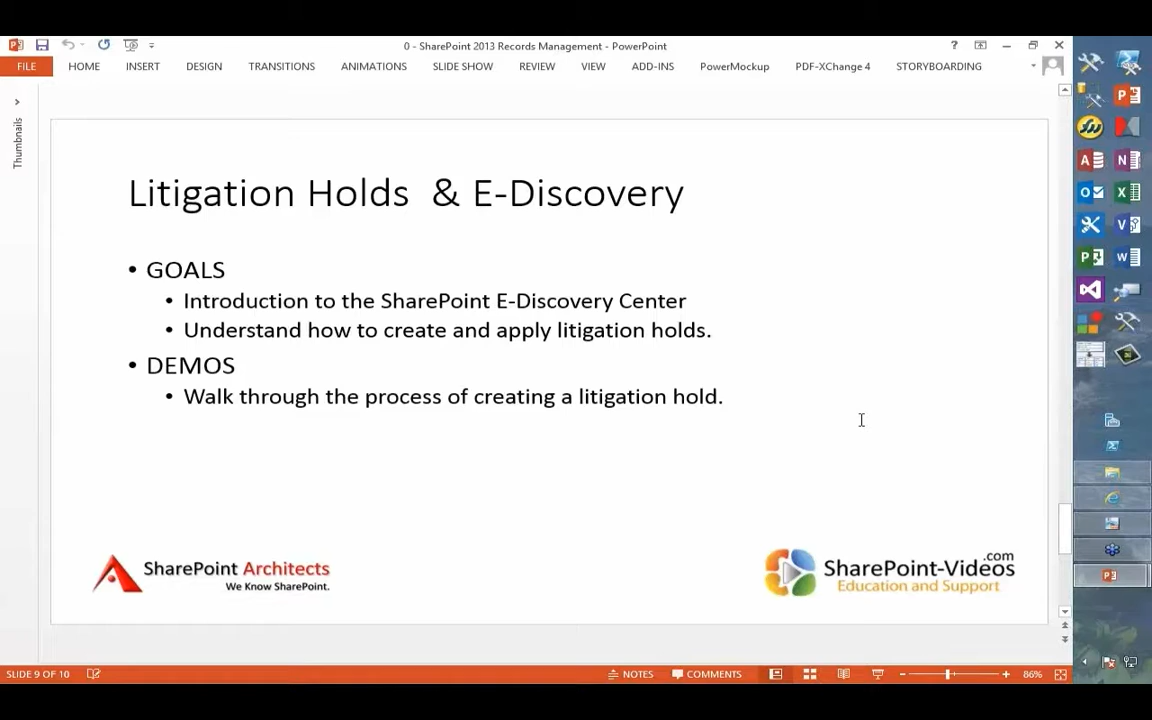 0 - SharePoint 2013 Records Management - PowerPoint
FILE HOME INSERT DESIGN TRANSITIONS ANIMATIONS SLIDE SHOW REVIEW VIEW ADD-INS PowerMockup PDF-XChange 4 STORYBOARDING
Thumbnails
Litigation Holds & E-Discovery
• GOALS
• Introduction to the SharePoint E-Discovery Center
• Understand how to create and apply litigation holds.
• DEMOS
• Walk through the process of creating a litigation hold.
SharePoint Architects
We Know SharePoint.
.com
SharePoint-Videos
Education and Support
SLIDE 9 OF 10 NOTES COMMENTS 86%